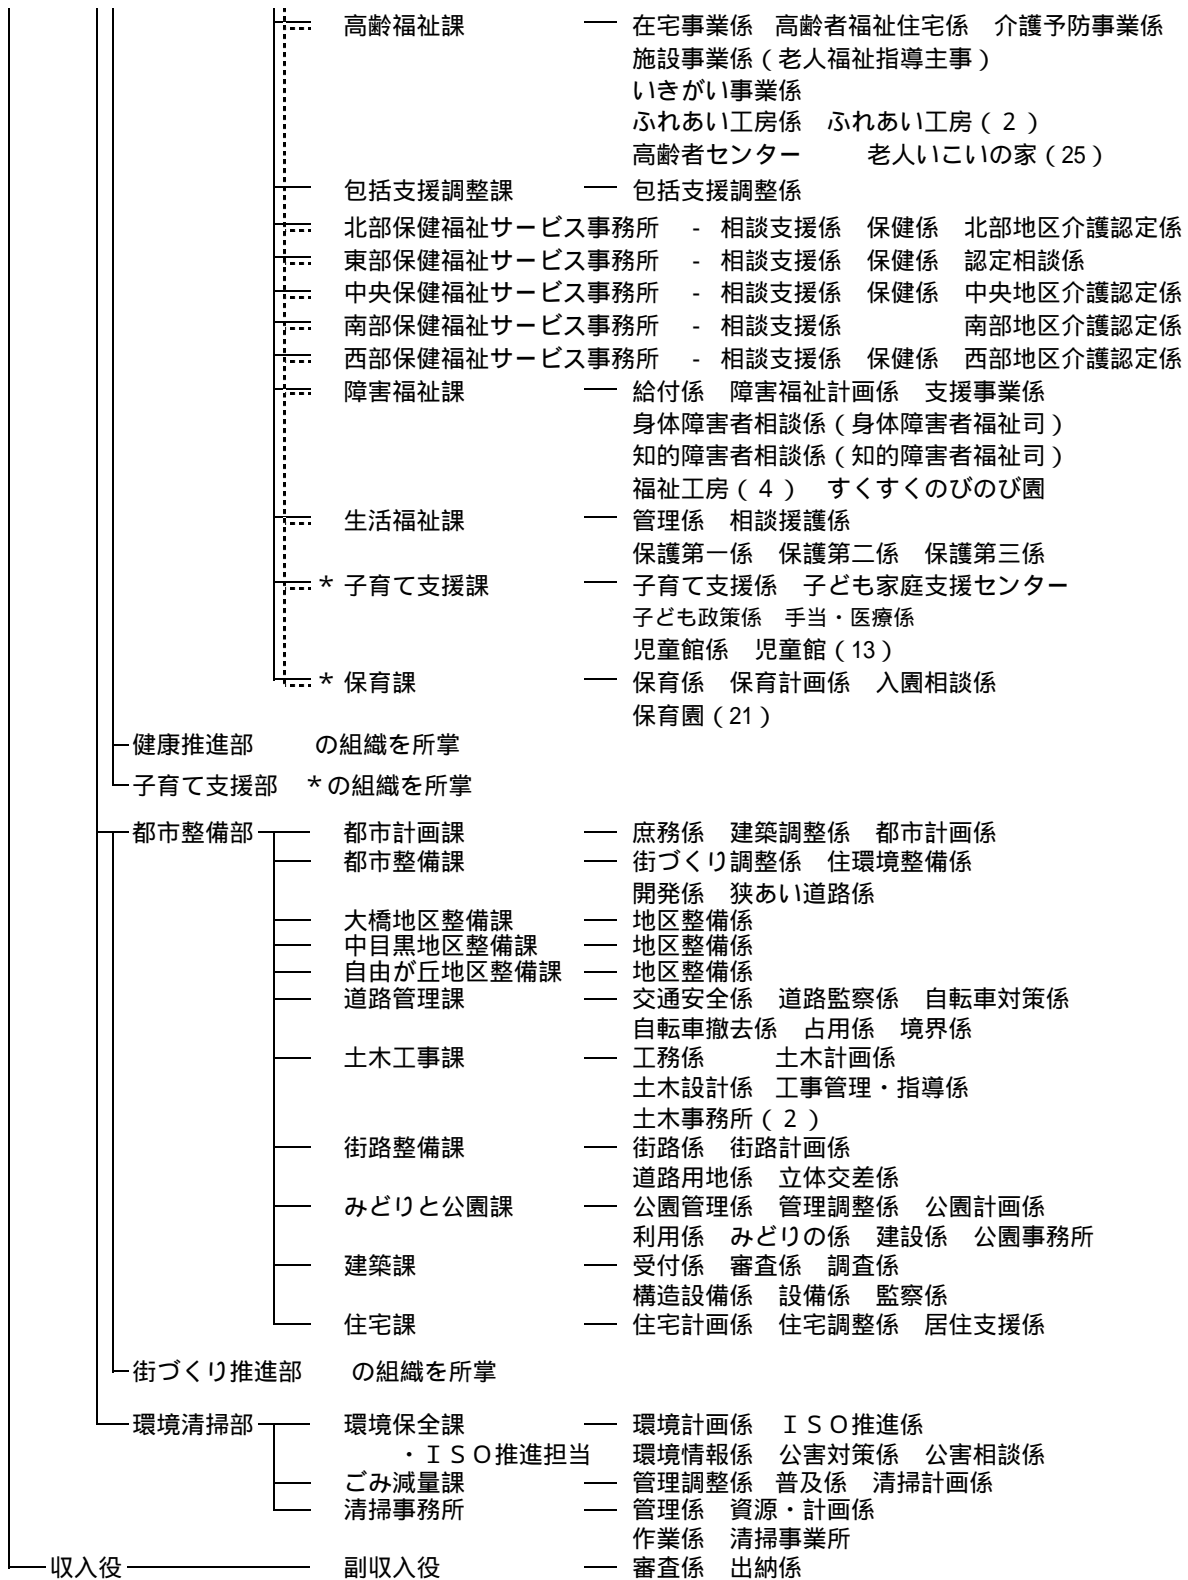 高齢福祉課 在宅事業係 高齢者福祉住宅係 介護予防事業係
施設事業係(老人福祉指導主事)
いきがい事業係
ふれあい工房係 ふれあい工房(2)
高齢者センター 老人いこいの家(25)
包括支援調整課 包括支援調整係
北部保健福祉サービス事務所 - 相談支援係 保健係 北部地区介護認定係
東部保健福祉サービス事務所 - 相談支援係 保健係 認定相談係
中央保健福祉サービス事務所 - 相談支援係 保健係 中央地区介護認定係
南部保健福祉サービス事務所 - 相談支援係 南部地区介護認定係
西部保健福祉サービス事務所 - 相談支援係 保健係 西部地区介護認定係
障害福祉課 給付係 障害福祉計画係 支援事業係
身体障害者相談係(身体障害者福祉司)
知的障害者相談係(知的障害者福祉司)
福祉工房(4) すくすくのびのび園
生活福祉課 管理係 相談援護係
保護第一係 保護第二係 保護第三係
*子育て支援課 子育て支援係 子ども家庭支援センター
子ども政策係 手当・医療係
児童館係 児童館(13)
*保育課 保育係 保育計画係 入園相談係
保育園(21)
健康推進部 の組織を所掌
子育て支援部 *の組織を所掌
都市整備部 都市計画課 庶務係 建築調整係 都市計画係
都市整備課 街づくり調整係 住環境整備係
開発係 狭あい道路係
大橋地区整備課 地区整備係
中目黒地区整備課 地区整備係
自由が丘地区整備課 地区整備係
道路管理課 交通安全係 道路監察係 自転車対策係
自転車撤去係 占用係 境界係
土木工事課 工務係 土木計画係
土木設計係 工事管理・指導係
土木事務所(2)
街路整備課 街路係 街路計画係
道路用地係 立体交差係
みどりと公園課 公園管理係 管理調整係 公園計画係
利用係 みどりの係 建設係 公園事務所
建築課 受付係 審査係 調査係
構造設備係 設備係 監察係
住宅課 住宅計画係 住宅調整係 居住支援係
街づくり推進部 の組織を所掌
環境清掃部 環境保全課 環境計画係 ISO推進係
・ISO推進担当 環境情報係 公害対策係 公害相談係
ごみ減量課 管理調整係 普及係 清掃計画係
清掃事務所 管理係 資源・計画係
作業係 清掃事業所
収入役 副収入役 審査係 出納係